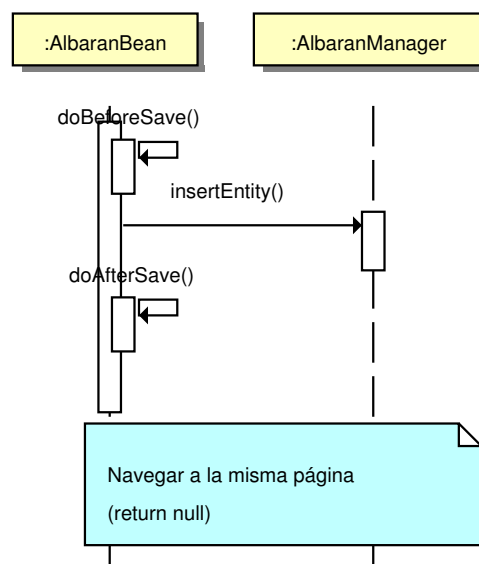 :AlbaranBean
:AlbaranManager
doBeforeSave()
insertEntity()
doAfterSave()
Navegar a la misma página
(return null)